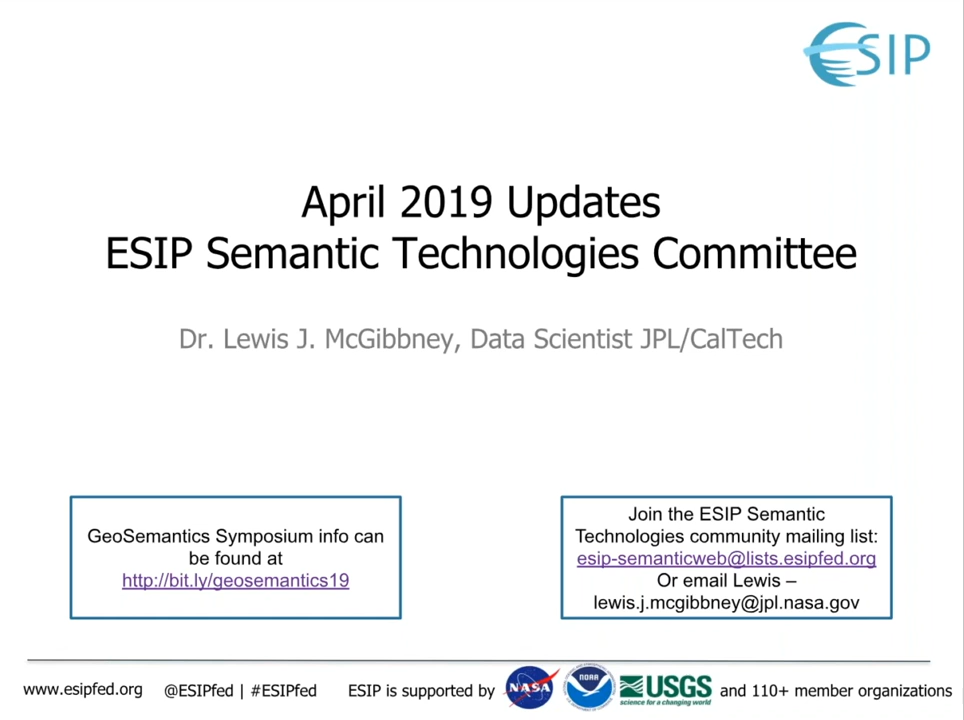 ESIP
April 2019 Updates
ESIP Semantic Technologies Committee
Dr. Lewis J. McGibbney, Data Scientist JPL/CalTech
GeoSemantics Symposium info can
be found at
http://bit.ly/geosemantics19
Join the ESIP Semantic
Technologies community mailing list:
esip-semanticweb@lists.esipfed.org
Or email Lewis –
lewis.j.mcgibbney@jpl.nasa.gov
www.esipfed.org @ESIPfed | #ESIPfed ESIP is supported by NASA NOAA USGS and 110+ member organizations
science for a changing world